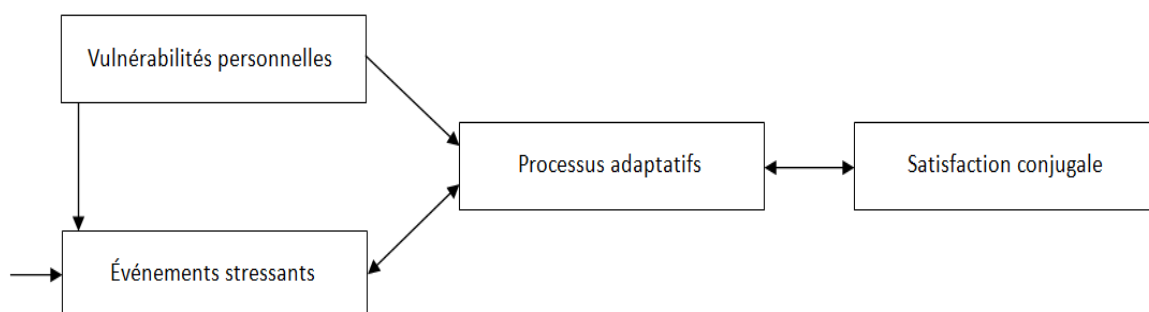 Vulnérabilités personnelles
Processus adaptatifs
Satisfaction conjugale
Événements stressants